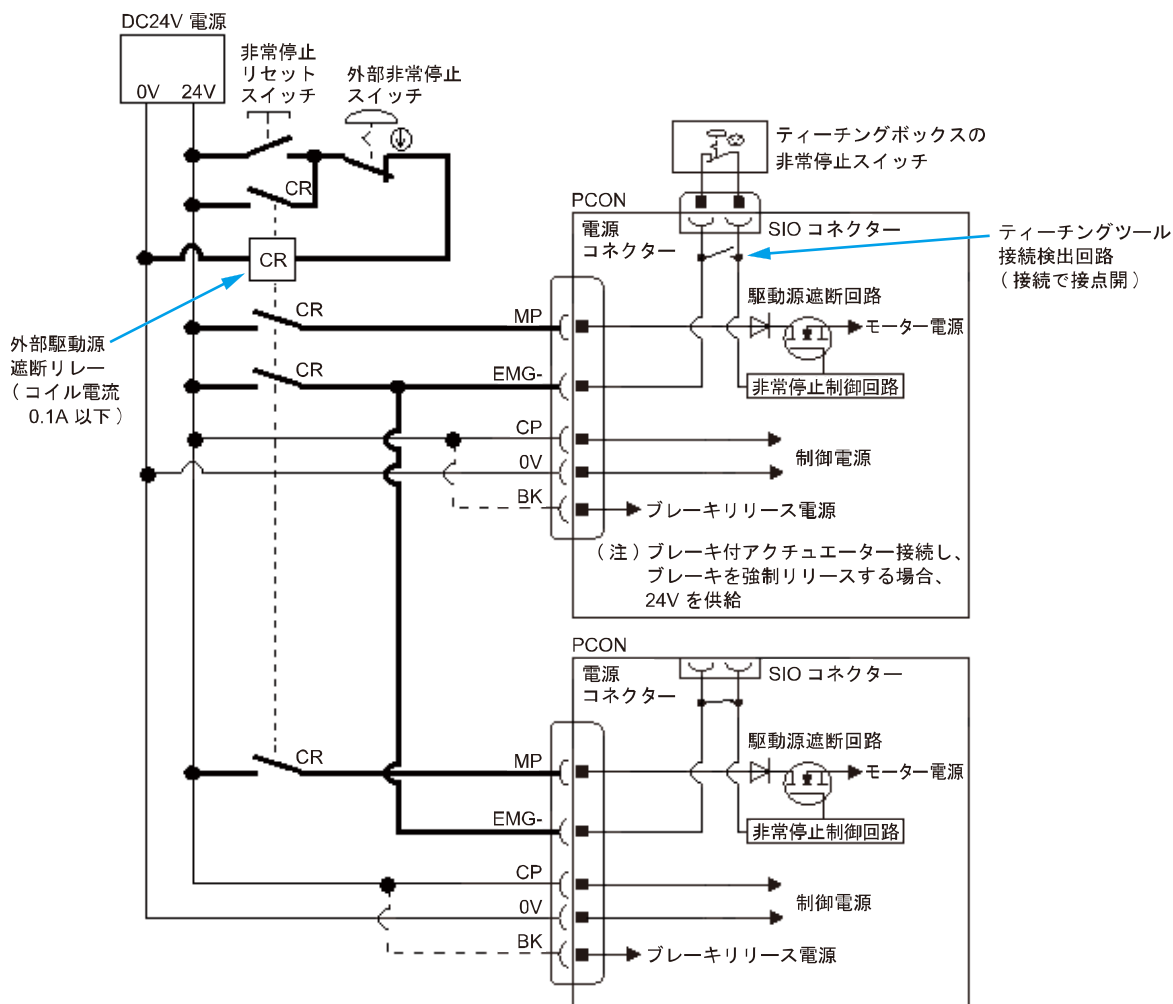 DC24V 電源
0V
24V
非常停止
リセット
スイッチ
外部非常停止
スイッチ
CR
CR
外部駆動源
遮断リレー
（コイル電流
0.1A 以下）
CR
CR
MP
EMG-
CP
0V
BK
ティーチングボックスの
非常停止スイッチ
PCON
電源
コネクター
SIO コネクター
ティーチングツール
接続検出回路
（接続で接点開）
駆動源遮断回路
モーター電源
非常停止制御回路
制御電源
ブレーキリリース電源
（注）ブレーキ付アクチュエーター接続し、
ブレーキを強制リリースする場合、
24V を供給
PCON
電源
コネクター
SIO コネクター
CR
MP
EMG-
CP
0V
BK
駆動源遮断回路
モーター電源
非常停止制御回路
制御電源
ブレーキリリース電源